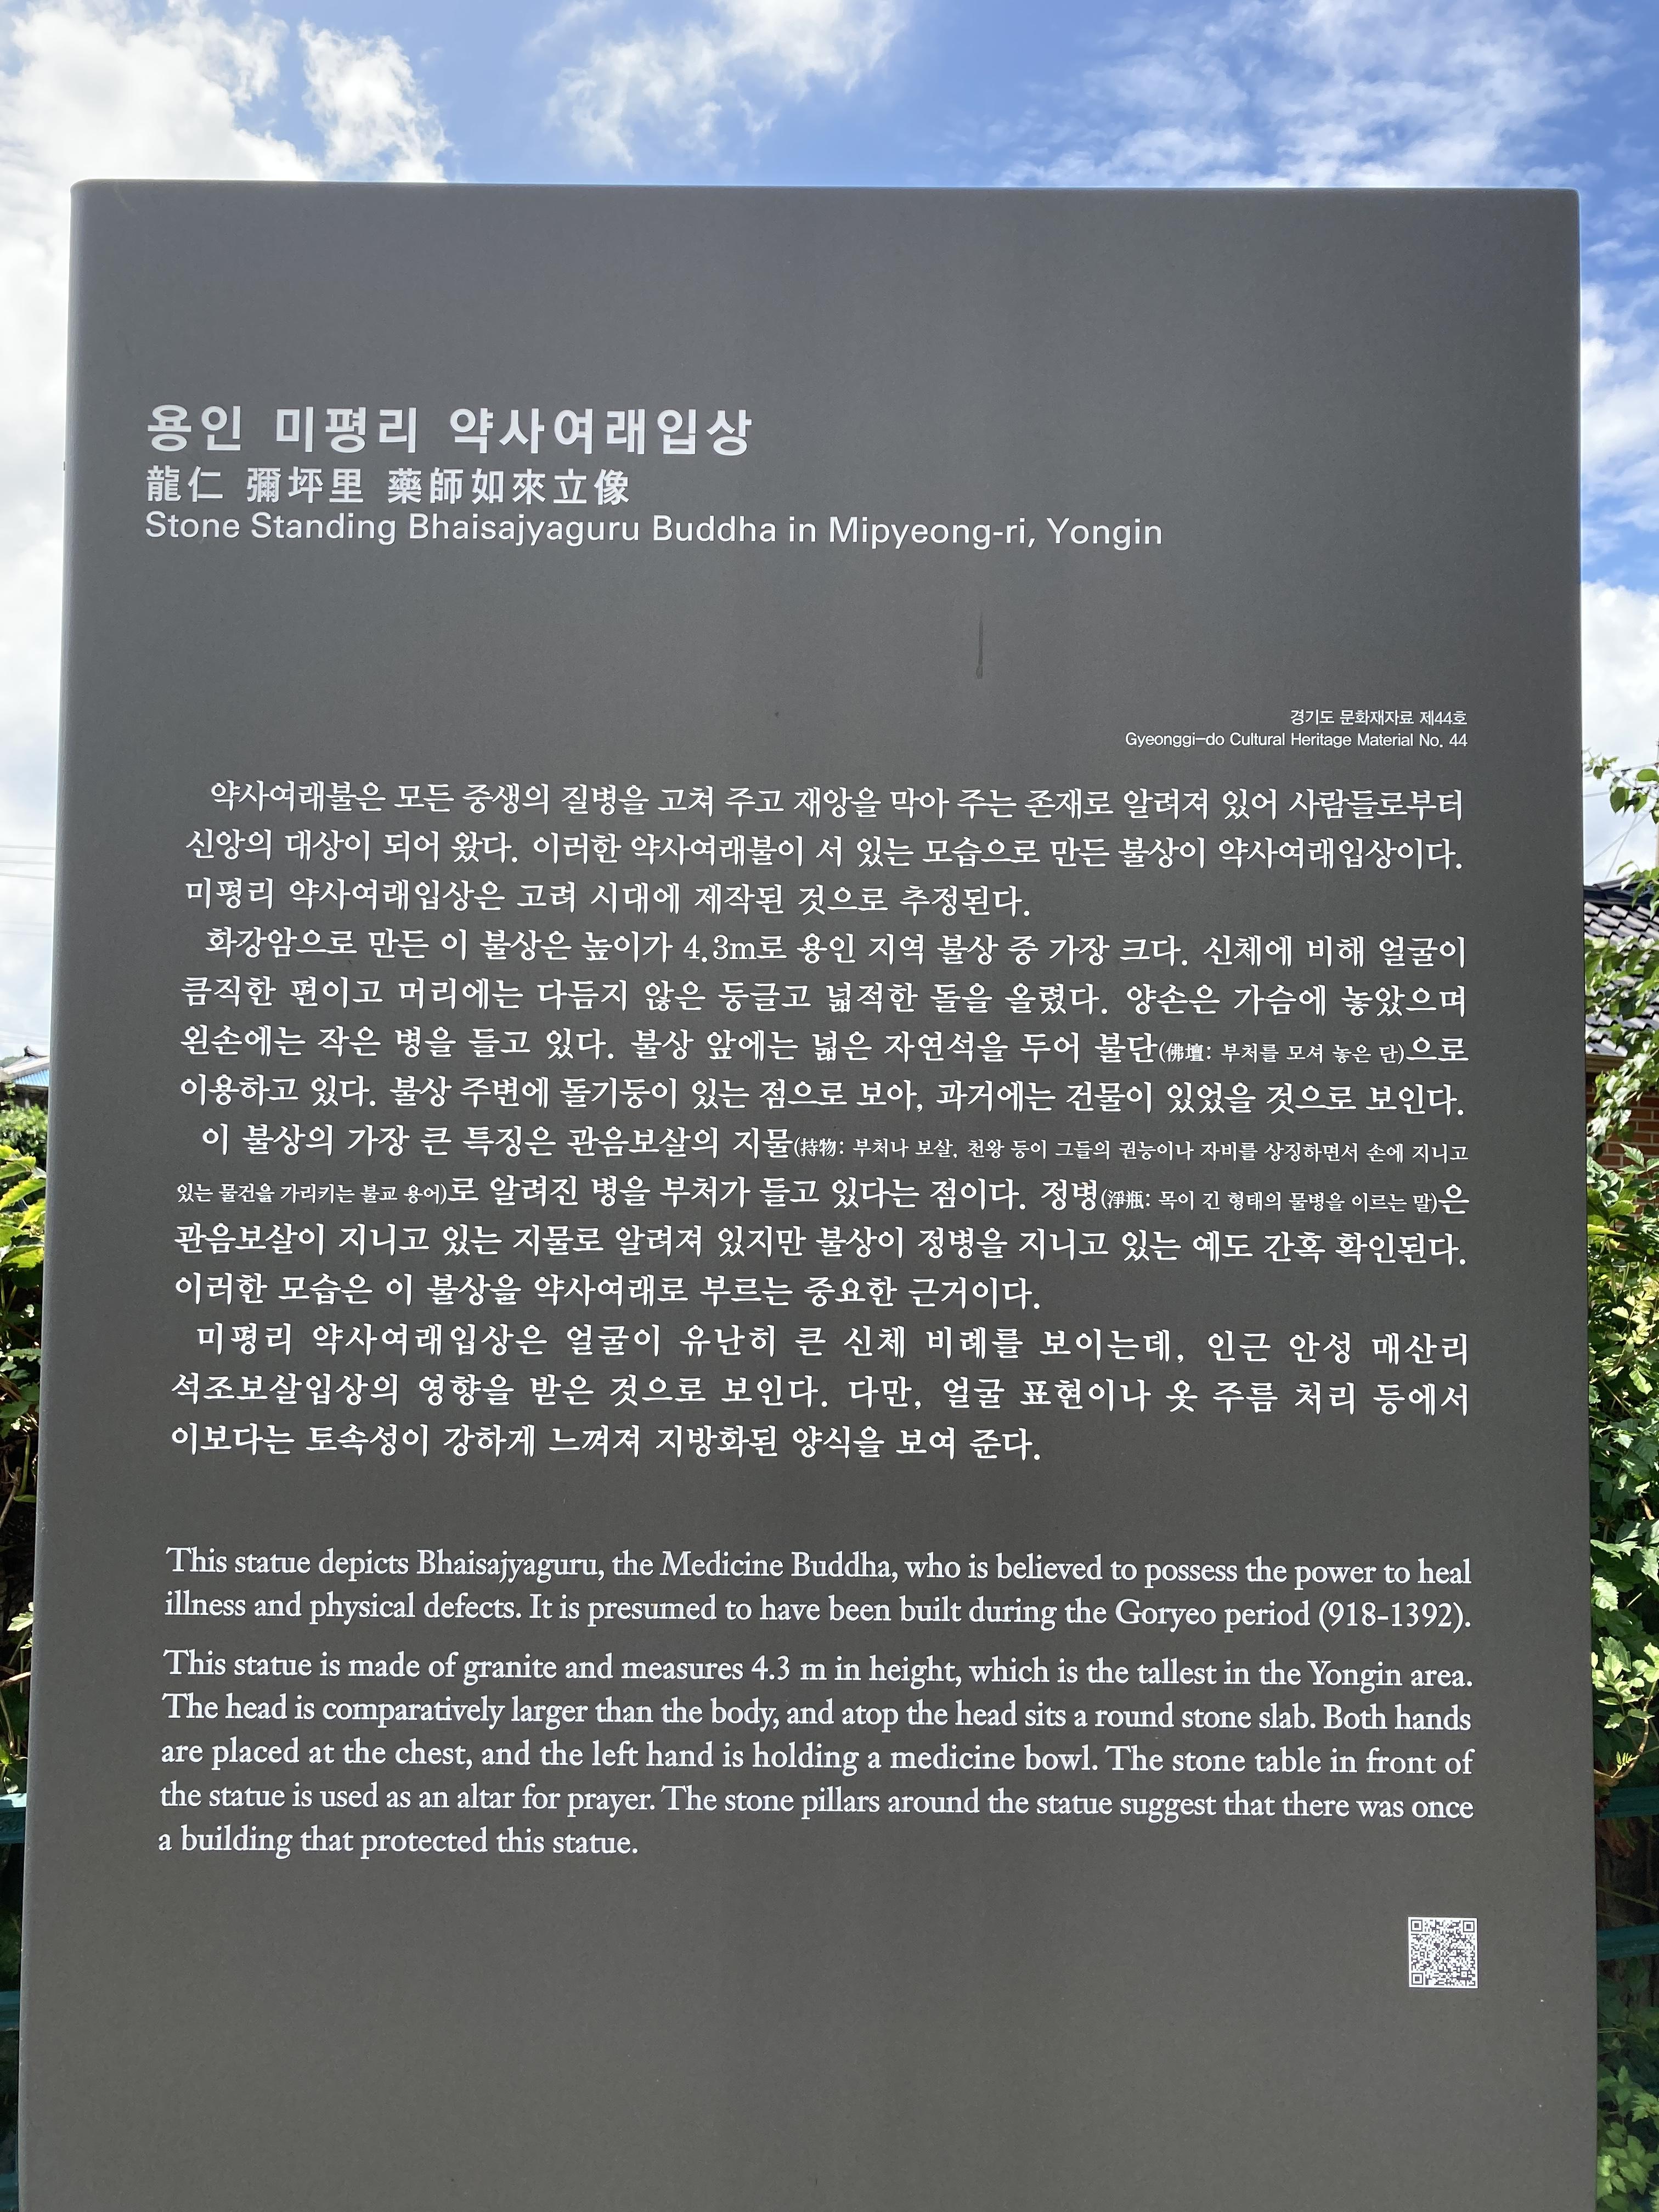 용인 미평리 약사여래입상
龍仁 彌坪里 藥師如來立像
Stone Standing Bhaisajyaguru Buddha in Mipyeong-ri, Yongin
경기도 문화재자료 제44호
Gyeonggi-do Cultural Heritage Material No. 44
약사여래불은 모든 중생의 질병을 고쳐 주고 재앙을 막아 주는 존재로 알려져 있어 사람들로부터
신앙의 대상이 되어 왔다. 이러한 약사여래불이 서 있는 모습으로 만든 불상이 약사여래입상이다.
미평리 약사여래입상은 고려 시대에 제작된 것으로 추정된다.
화강암으로 만든 이 불상은 높이가 4.3m로 용인 지역 불상 중 가장 크다. 신체에 비해 얼굴이
큼직한 편이고 머리에는 다듬지 않은 둥글고 넓적한 돌을 올렸다. 양손은 가슴에 놓았으며
왼손에는 작은 병을 들고 있다. 불상 앞에는 넓은 자연석을 두어 불단(佛壇: 부처를 모셔 놓은 단)으로
이용하고 있다. 불상 주변에 돌기둥이 있는 점으로 보아, 과거에는 건물이 있었을 것으로 보인다.
이 불상의 가장 큰 특징은 관음보살의 지물(持物: 부처나 보살, 천왕 등이 그들의 권능이나 자비를 상징하면서 손에 지니고
있는 물건을 가리키는 불교 용어)로 알려진 병을 부처가 들고 있다는 점이다. 정병(淨甁: 목이 긴 형태의 물병을 이르는 말)은
관음보살이 지니고 있는 지물로 알려져 있지만 불상이 정병을 지니고 있는 예도 간혹 확인된다.
이러한 모습은 이 불상을 약사여래로 부르는 중요한 근거이다.
미평리 약사여래입상은 얼굴이 유난히 큰 신체 비례를 보이는데, 인근 안성 매산리
석조보살입상의 영향을 받은 것으로 보인다. 다만, 얼굴 표현이나 옷 주름 처리 등에서
이보다는 토속성이 강하게 느껴져 지방화된 양식을 보여 준다.
This statue depicts Bhaisajyaguru, the Medicine Buddha, who is believed to possess the power to heal
illness and physical defects. It is presumed to have been built during the Goryeo period (918-1392).
This statue is made of granite and measures 4.3 m in height, which is the tallest in the Yongin area.
The head is comparatively larger than the body, and atop the head sits a round stone slab. Both hands
are placed at the chest, and the left hand is holding a medicine bowl. The stone table in front of
the statue is used as an altar for prayer. The stone pillars around the statue suggest that there was once
a building that protected this statue.